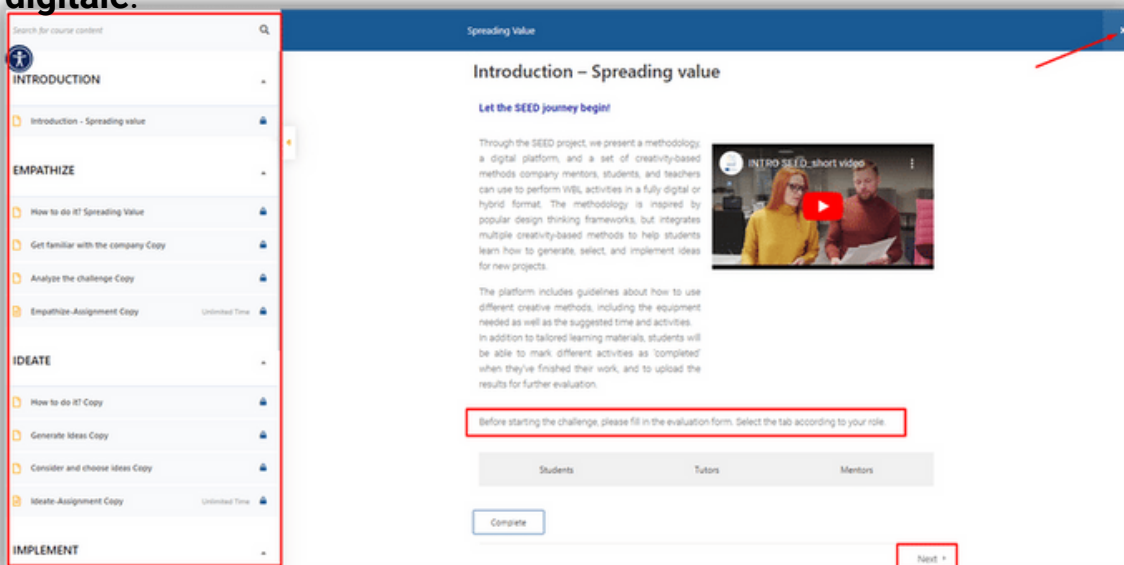 digitale.
Search for course content
Spreading Value
INTRODUCTION
Introduction - Spreading value
EMPATHIZE
How to do it? Spreading Value
Get familiar with the company Copy
Analyze the challenge Copy
Empathize-Assignment Copy Unlimited Time
IDEATE
How to do it? Copy
Generate Ideas Copy
Consider and choose ideas Copy
Ideate-Assignment Copy Unlimited Time
IMPLEMENT
Introduction – Spreading value
Let the SEED journey begin!
Through the SEED project, we present a methodology,
a digital platform, and a set of creativity-based
methods company mentors, students, and teachers
can use to perform WBL activities in a fully digital or
hybrid format. The methodology is inspired by
popular design thinking frameworks, but integrates
multiple creativity-based methods to help students
learn how to generate, select, and implement ideas
for new projects.
INTRO SEED_short video
The platform includes guidelines about how to use
different creative methods, including the equipment
needed as well as the suggested time and activities.
In addition to tailored learning materials, students will
be able to mark different activities as 'completed'
when they've finished their work, and to upload the
results for further evaluation.
Before starting the challenge, please fill in the evaluation form. Select the tab according to your role.
Students Tutors Mentors
Complete
Next